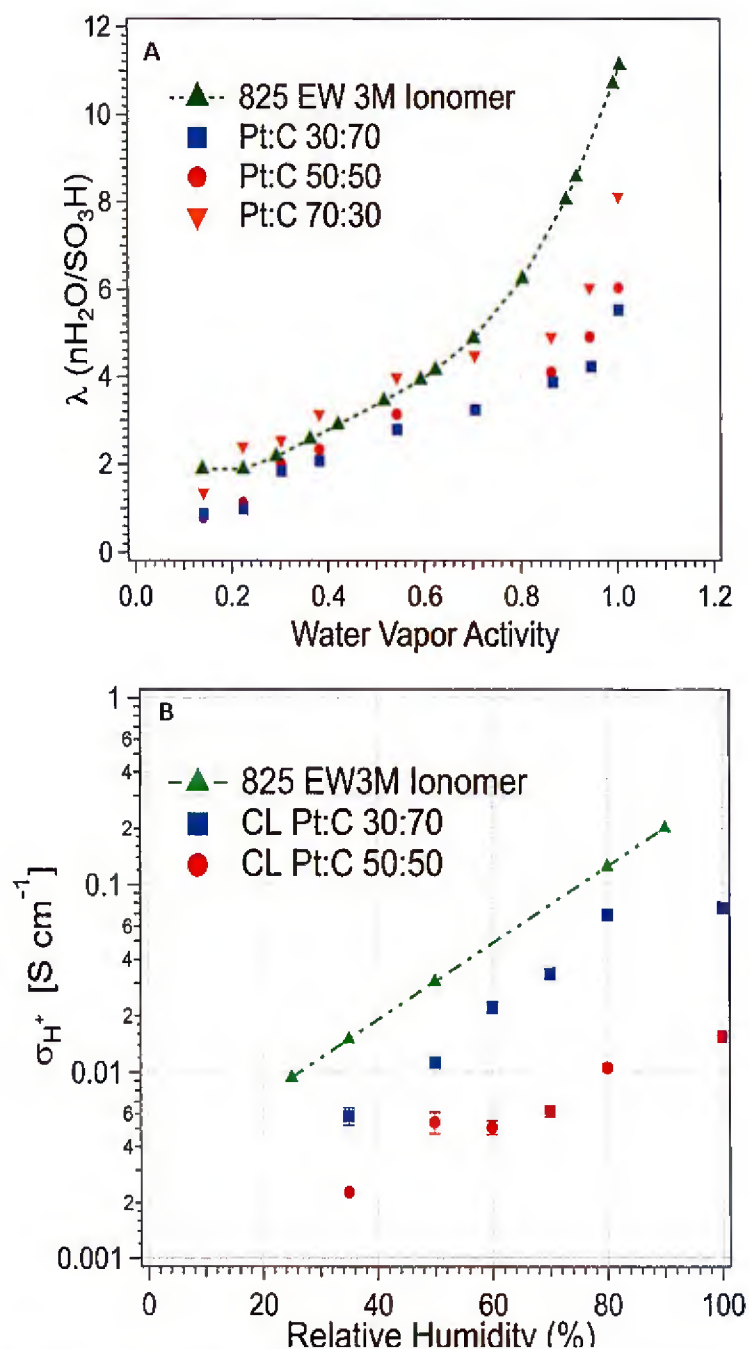 A
825 EW 3M Ionomer
Pt:C 30:70
Pt:C 50:50
Pt:C 70:30
12
10
8
6
4
2
0
λ (nH₂O/SO₃H)
0.0 0.2 0.4 0.6 0.8 1.0 1.2
Water Vapor Activity
B
825 EW3M Ionomer
CL Pt:C 30:70
CL Pt:C 50:50
1
6
4
2
0.1
6
4
2
0.01
6
4
2
0.001
σH⁺ [S cm⁻¹]
0 20 40 60 80 100
Relative Humidity (%)